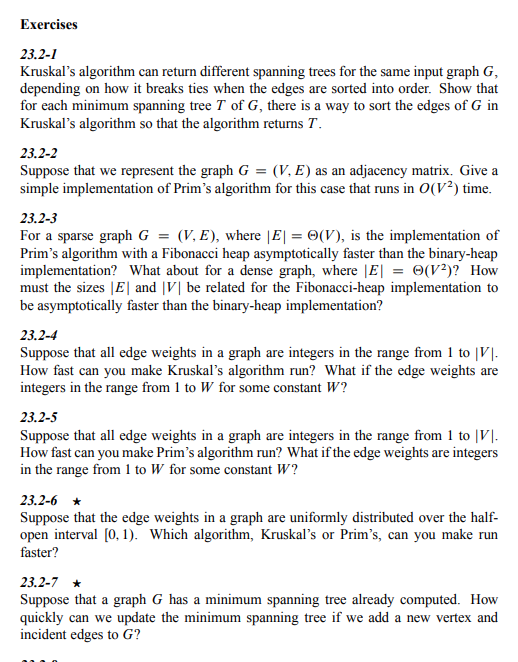 Exercises
23.2-1
Kruskal's algorithm can return different spanning trees for the same input graph G,
depending on how it breaks ties when the edges are sorted into order. Show that
for each minimum spanning tree T of G, there is a way to sort the edges of G in
Kruskal's algorithm so that the algorithm returns T.
23.2-2
Suppose that we represent the graph G = (V, E) as an adjacency matrix. Give a
simple implementation of Prim's algorithm for this case that runs in O(V²) time.
23.2-3
For a sparse graph G = (V, E), where |E| = Θ(V), is the implementation of
Prim's algorithm with a Fibonacci heap asymptotically faster than the binary-heap
implementation? What about for a dense graph, where |E| = Θ(V²)? How
must the sizes |E| and |V| be related for the Fibonacci-heap implementation to
be asymptotically faster than the binary-heap implementation?
23.2-4
Suppose that all edge weights in a graph are integers in the range from 1 to |V|.
How fast can you make Kruskal's algorithm run? What if the edge weights are
integers in the range from 1 to W for some constant W?
23.2-5
Suppose that all edge weights in a graph are integers in the range from 1 to |V|.
How fast can you make Prim's algorithm run? What if the edge weights are integers
in the range from 1 to W for some constant W?
23.2-6 ★
Suppose that the edge weights in a graph are uniformly distributed over the half-
open interval [0, 1). Which algorithm, Kruskal's or Prim's, can you make run
faster?
23.2-7 ★
Suppose that a graph G has a minimum spanning tree already computed. How
quickly can we update the minimum spanning tree if we add a new vertex and
incident edges to G?